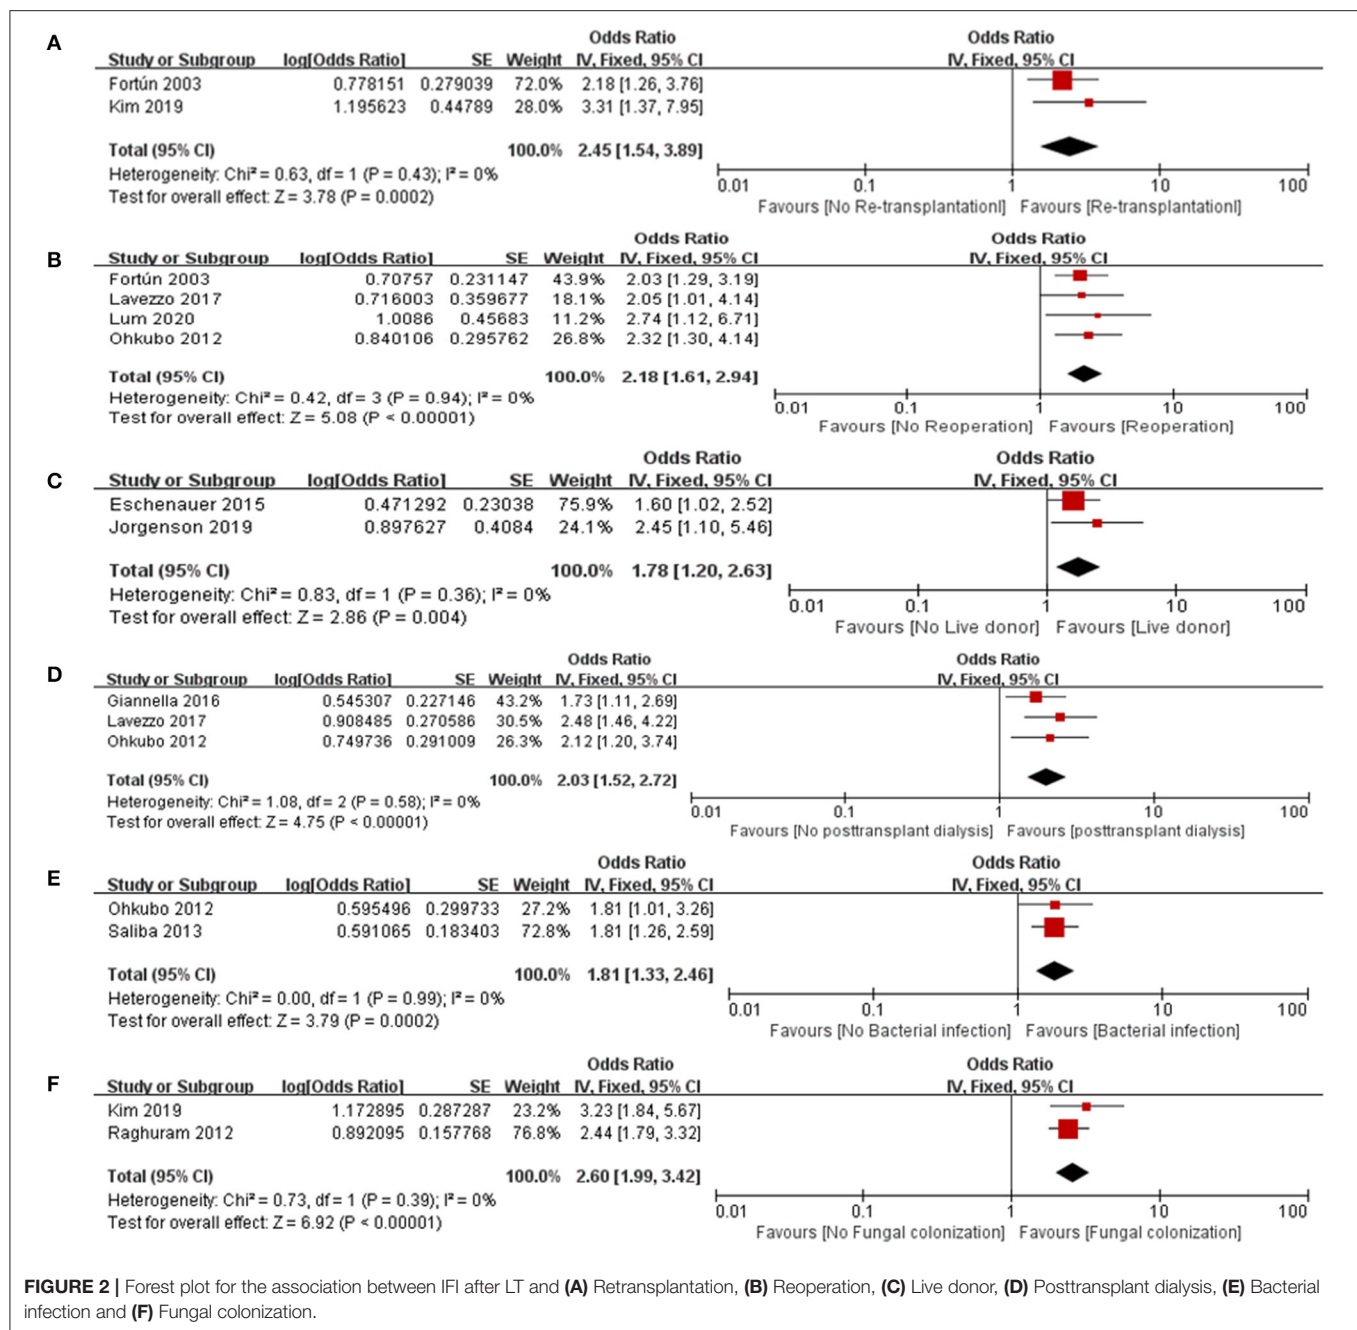 A
Odds Ratio Odds Ratio
Study or Subgroup log[Odds Ratio] SE Weight IV, Fixed, 95% CI IV, Fixed, 95% CI
Fortún 2003 0.778151 0.279039 72.0% 2.18 [1.26, 3.76]
Kim 2019 1.195623 0.44789 28.0% 3.31 [1.37, 7.95]
Total (95% CI) 100.0% 2.45 [1.54, 3.89]
Heterogeneity: Chi² = 0.63, df = 1 (P = 0.43); I² = 0%
Test for overall effect: Z = 3.78 (P = 0.0002)
0.01 0.1 1 10 100
Favours [No Re-transplantationl] Favours [Re-transplantationl]
B
Odds Ratio Odds Ratio
Study or Subgroup log[Odds Ratio] SE Weight IV, Fixed, 95% CI IV, Fixed, 95% CI
Fortún 2003 0.70757 0.231147 43.9% 2.03 [1.29, 3.19]
Lavezzo 2017 0.716003 0.359677 18.1% 2.05 [1.01, 4.14]
Lum 2020 1.0086 0.45683 11.2% 2.74 [1.12, 6.71]
Ohkubo 2012 0.840106 0.295762 26.8% 2.32 [1.30, 4.14]
Total (95% CI) 100.0% 2.18 [1.61, 2.94]
Heterogeneity: Chi² = 0.42, df = 3 (P = 0.94); I² = 0%
Test for overall effect: Z = 5.08 (P < 0.00001)
0.01 0.1 1 10 100
Favours [No Reoperation] Favours [Reoperation]
C
Odds Ratio Odds Ratio
Study or Subgroup log[Odds Ratio] SE Weight IV, Fixed, 95% CI IV, Fixed, 95% CI
Eschenauer 2015 0.471292 0.23038 75.9% 1.60 [1.02, 2.52]
Jorgenson 2019 0.897627 0.4084 24.1% 2.45 [1.10, 5.46]
Total (95% CI) 100.0% 1.78 [1.20, 2.63]
Heterogeneity: Chi² = 0.83, df = 1 (P = 0.36); I² = 0%
Test for overall effect: Z = 2.86 (P = 0.004)
0.01 0.1 1 10 100
Favours [No Live donor] Favours [Live donor]
D
Odds Ratio Odds Ratio
Study or Subgroup log[Odds Ratio] SE Weight IV, Fixed, 95% CI IV, Fixed, 95% CI
Giannella 2016 0.545307 0.227146 43.2% 1.73 [1.11, 2.69]
Lavezzo 2017 0.908485 0.270586 30.5% 2.48 [1.46, 4.22]
Ohkubo 2012 0.749736 0.291009 26.3% 2.12 [1.20, 3.74]
Total (95% CI) 100.0% 2.03 [1.52, 2.72]
Heterogeneity: Chi² = 1.08, df = 2 (P = 0.58); I² = 0%
Test for overall effect: Z = 4.75 (P < 0.00001)
0.01 0.1 1 10 100
Favours [No posttransplant dialysis] Favours [posttransplant dialysis]
E
Odds Ratio Odds Ratio
Study or Subgroup log[Odds Ratio] SE Weight IV, Fixed, 95% CI IV, Fixed, 95% CI
Ohkubo 2012 0.595496 0.299733 27.2% 1.81 [1.01, 3.26]
Saliba 2013 0.591065 0.183403 72.8% 1.81 [1.26, 2.59]
Total (95% CI) 100.0% 1.81 [1.33, 2.46]
Heterogeneity: Chi² = 0.00, df = 1 (P = 0.99); I² = 0%
Test for overall effect: Z = 3.79 (P = 0.0002)
0.01 0.1 1 10 100
Favours [No Bacterial infection] Favours [Bacterial infection]
F
Odds Ratio Odds Ratio
Study or Subgroup log[Odds Ratio] SE Weight IV, Fixed, 95% CI IV, Fixed, 95% CI
Kim 2019 1.172895 0.287287 23.2% 3.23 [1.84, 5.67]
Raghuram 2012 0.892095 0.157768 76.8% 2.44 [1.79, 3.32]
Total (95% CI) 100.0% 2.60 [1.99, 3.42]
Heterogeneity: Chi² = 0.73, df = 1 (P = 0.39); I² = 0%
Test for overall effect: Z = 6.92 (P < 0.00001)
0.01 0.1 1 10 100
Favours [No Fungal colonization] Favours [Fungal colonization]
FIGURE 2 | Forest plot for the association between IFI after LT and (A) Retransplantation, (B) Reoperation, (C) Live donor, (D) Posttransplant dialysis, (E) Bacterial
infection and (F) Fungal colonization.